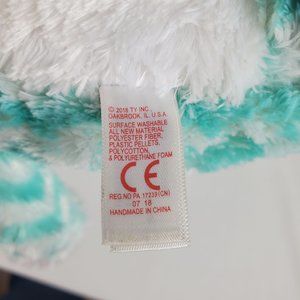 © 2018 TY INC.
OAKBROOK, IL. U.S.A.
SURFACE WASHABLE
ALL NEW MATERIAL
POLYESTER FIBER,
PLASTIC PELLETS,
POLYCOTTON,
& POLYURETHANE FOAM
CE
REG.NO PA. 17239(CN)
07 18
HANDMADE IN CHINA